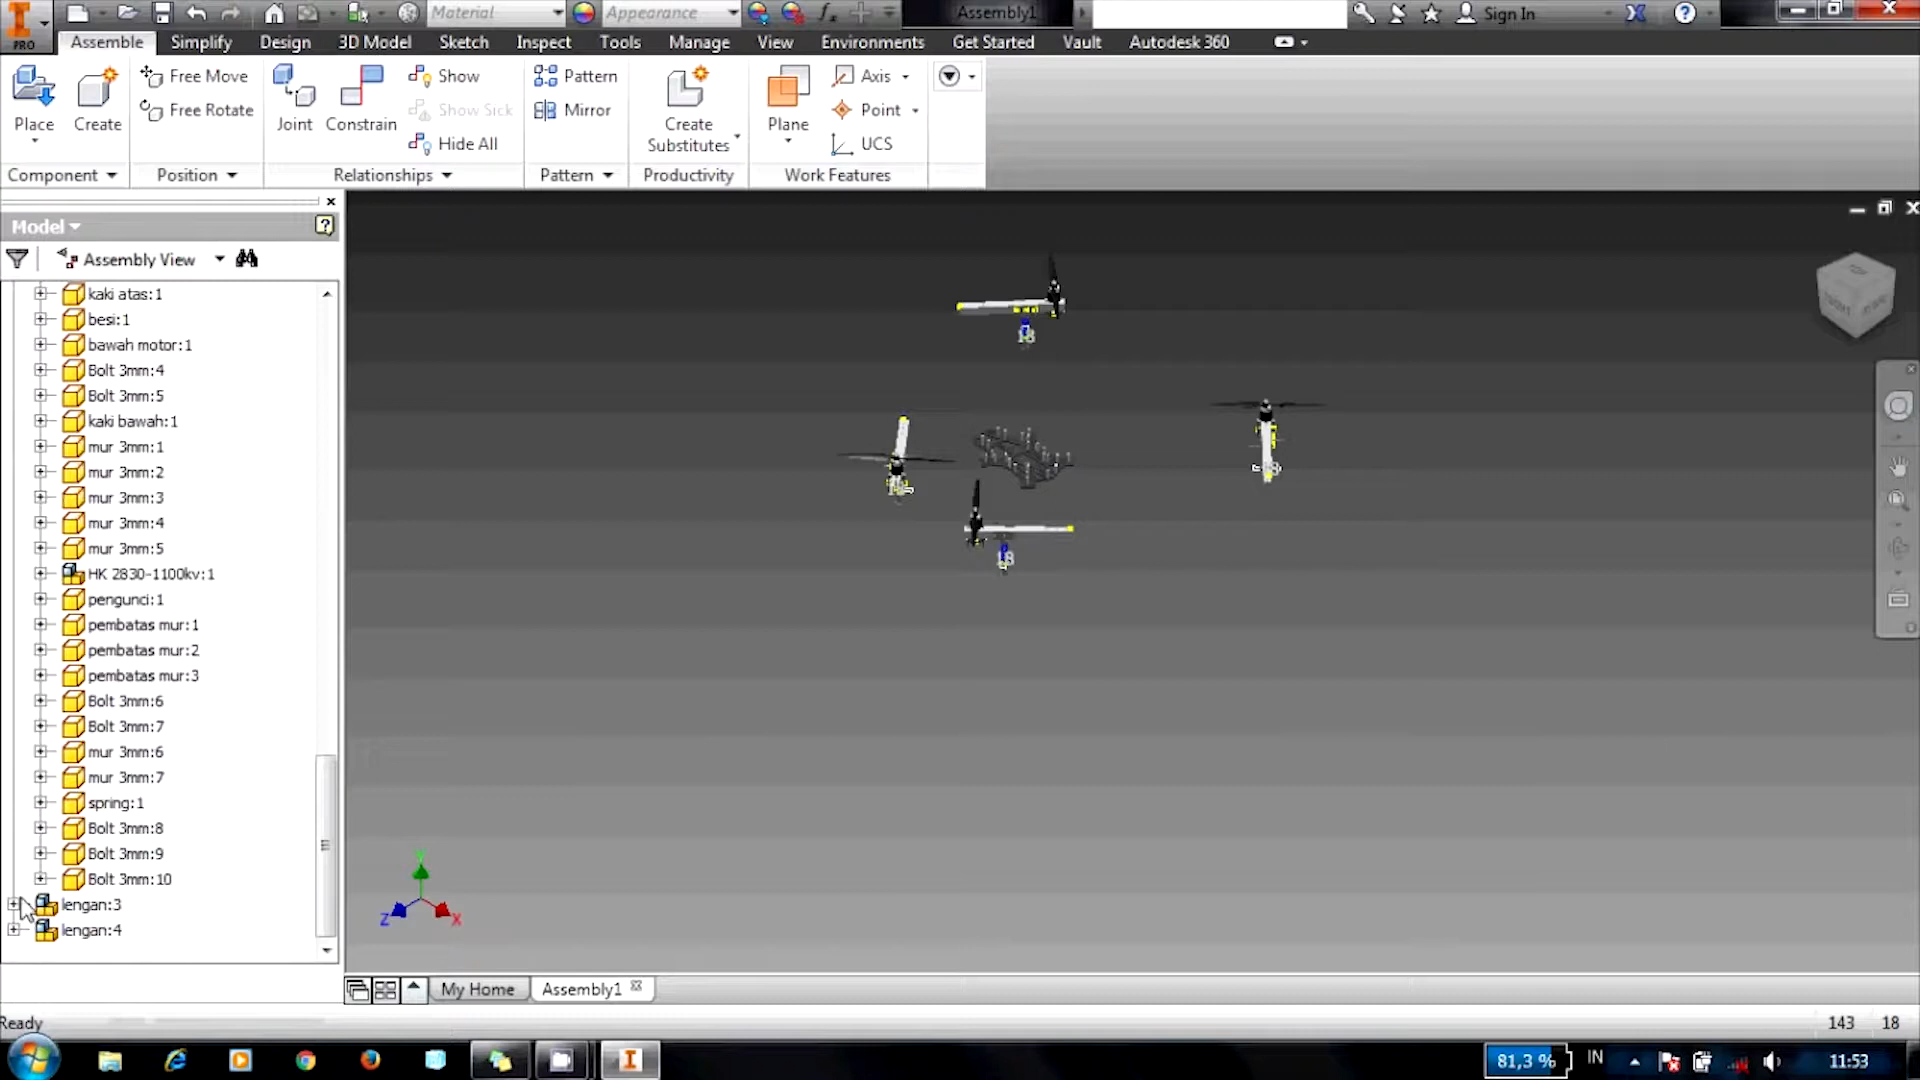 Material
Appearance
Assembly1
Sign In
PRO
Assemble
Simplify
Design
3D Model
Sketch
Inspect
Tools
Manage
View
Environments
Get Started
Vault
Autodesk 360
Place
Create
Free Move
Free Rotate
Joint
Constrain
Show
Show Sick
Hide All
Pattern
Mirror
Create
Substitutes
Plane
Axis
Point
UCS
Component
Position
Relationships
Pattern
Productivity
Work Features
Model
Assembly View
kaki atas:1
besi:1
bawah motor:1
Bolt 3mm:4
Bolt 3mm:5
kaki bawah:1
mur 3mm:1
mur 3mm:2
mur 3mm:3
mur 3mm:4
mur 3mm:5
HK 2830-1100kv:1
pengunci:1
pembatas mur:1
pembatas mur:2
pembatas mur:3
Bolt 3mm:6
Bolt 3mm:7
mur 3mm:6
mur 3mm:7
spring:1
Bolt 3mm:8
Bolt 3mm:9
Bolt 3mm:10
lengan:3
lengan:4
Y
Z
X
My Home
Assembly1
Ready
143 18
81,3 %
IN
11:53